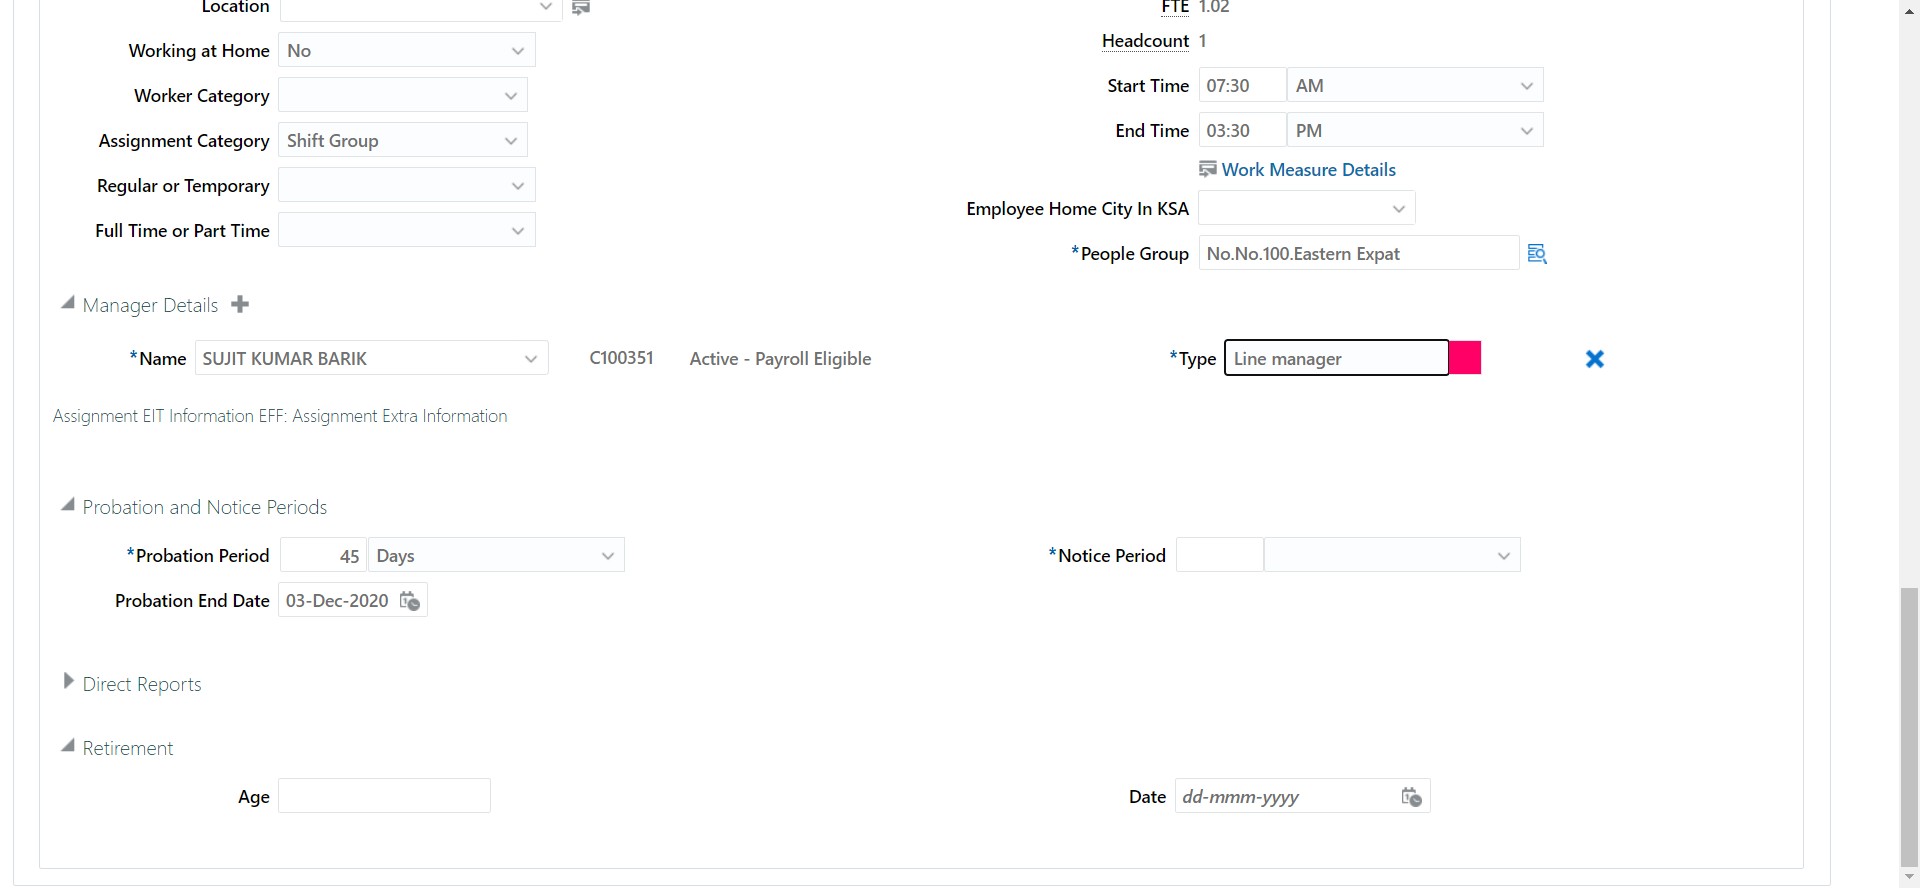 Location
FTE 1.02
Working at Home No
Headcount 1
Worker Category
Start Time 07:30 AM
Assignment Category Shift Group
End Time 03:30 PM
Work Measure Details
Regular or Temporary
Employee Home City In KSA
Full Time or Part Time
*People Group No.No.100.Eastern Expat
Manager Details
*Name SUJIT KUMAR BARIK C100351 Active - Payroll Eligible *Type Line manager
Assignment EIT Information EFF: Assignment Extra Information
Probation and Notice Periods
*Probation Period 45 Days *Notice Period
Probation End Date 03-Dec-2020
Direct Reports
Retirement
Age Date dd-mmm-yyyy